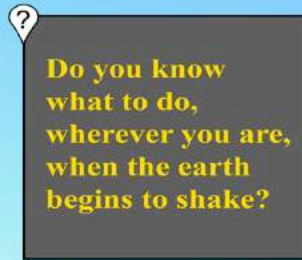 ?
Do you know
what to do,
wherever you are,
when the earth
begins to shake?